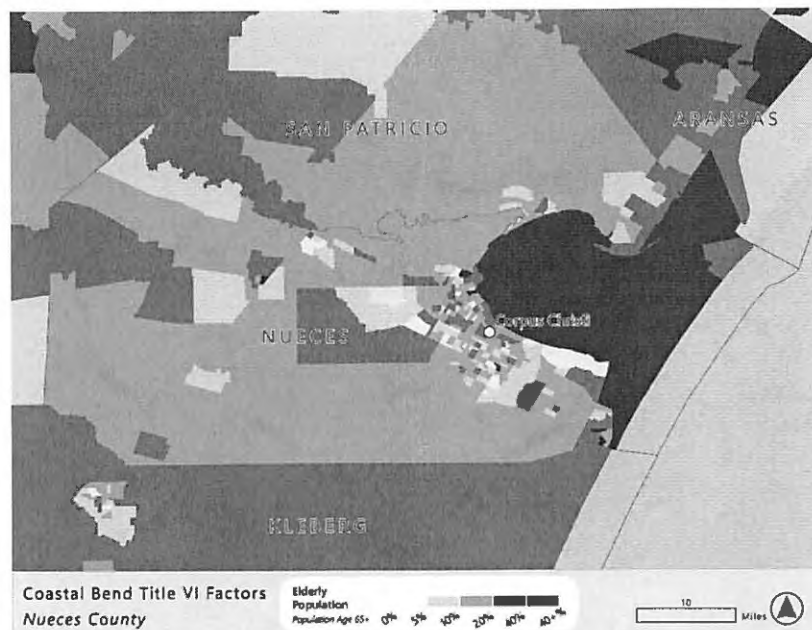 SAN PATRICIO
ARANSAS
Corpus Christi
NUECES
KLEBERG
Coastal Bend Title VI Factors
Nueces County
Elderly
Population
Population Age 65+
0% 5% 10% 20% 40% 40+%
10
Miles